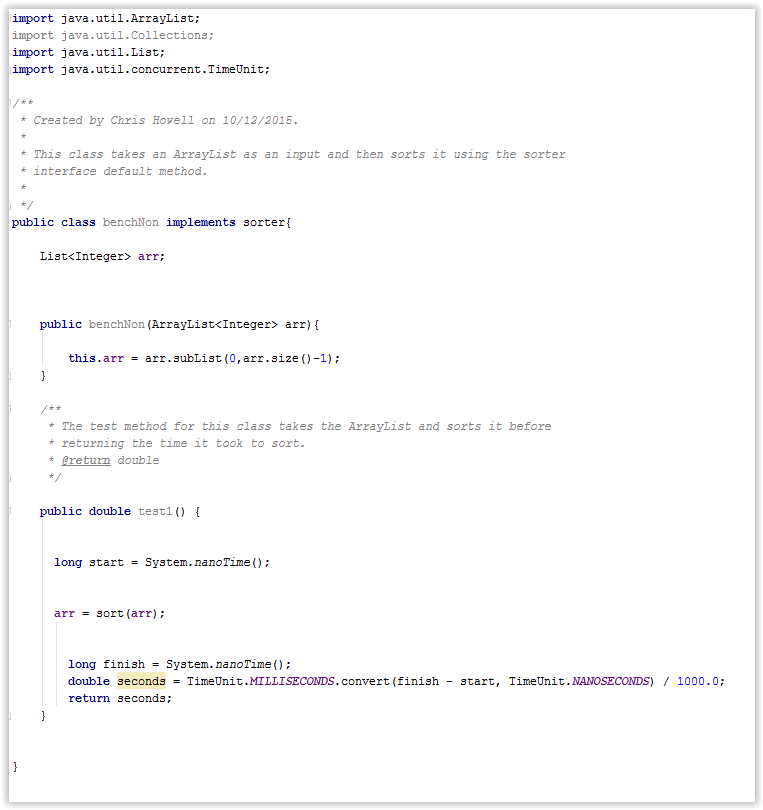 import java.util.ArrayList;
import java.util.Collections;
import java.util.List;
import java.util.concurrent.TimeUnit;
/**
* Created by Chris Howell on 10/12/2015.
*
* This class takes an ArrayList as an input and then sorts it using the sorter
* interface default method.
*
*/
public class benchNon implements sorter{
List<Integer> arr;
public benchNon(ArrayList<Integer> arr){
this.arr = arr.subList(0,arr.size()-1);
}
/**
* The test method for this class takes the ArrayList and sorts it before
* returning the time it took to sort.
* @return double
*/
public double test1() {
long start = System.nanoTime();
arr = sort(arr);
long finish = System.nanoTime();
double seconds = TimeUnit.MILLISECONDS.convert(finish - start, TimeUnit.NANOSECONDS) / 1000.0;
return seconds;
}
}